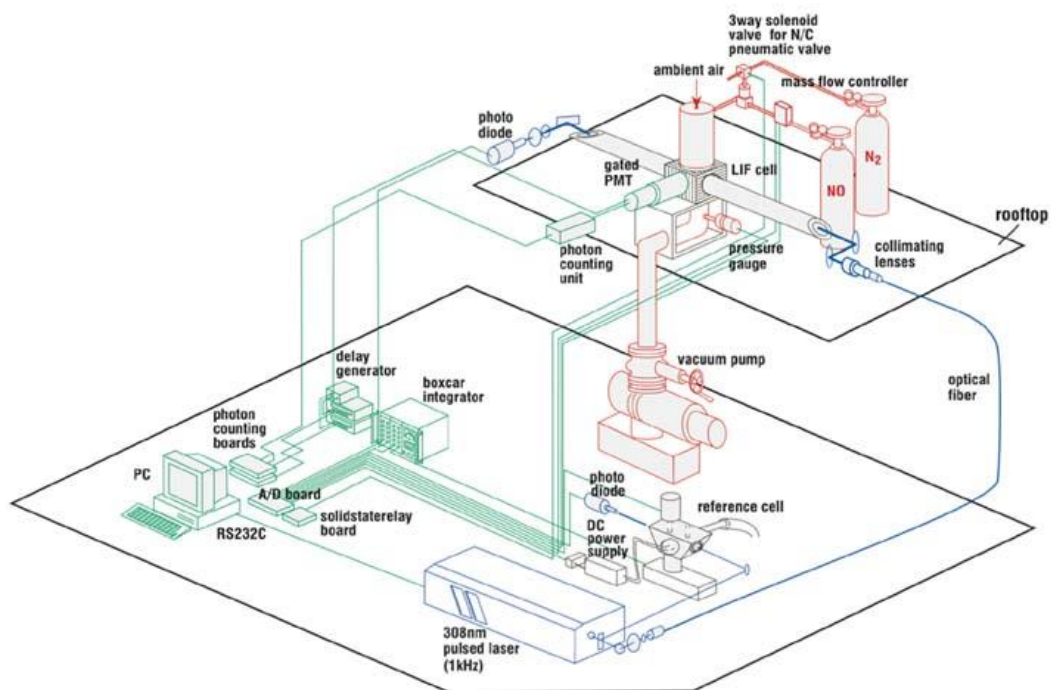 3way solenoid
valve for N/C
pneumatic valve
ambient air
mass flow controller
photo
diode
gated
PMT
LIF cell
N2
NO
rooftop
photon
counting
unit
pressure
gauge
collimating
lenses
delay
generator
boxcar
integrator
vacuum pump
optical
fiber
photon
counting
boards
PC
A/D board
RS232C
solidstaterelay
board
photo
diode
reference cell
DC
power
supply
308nm
pulsed laser
(1kHz)